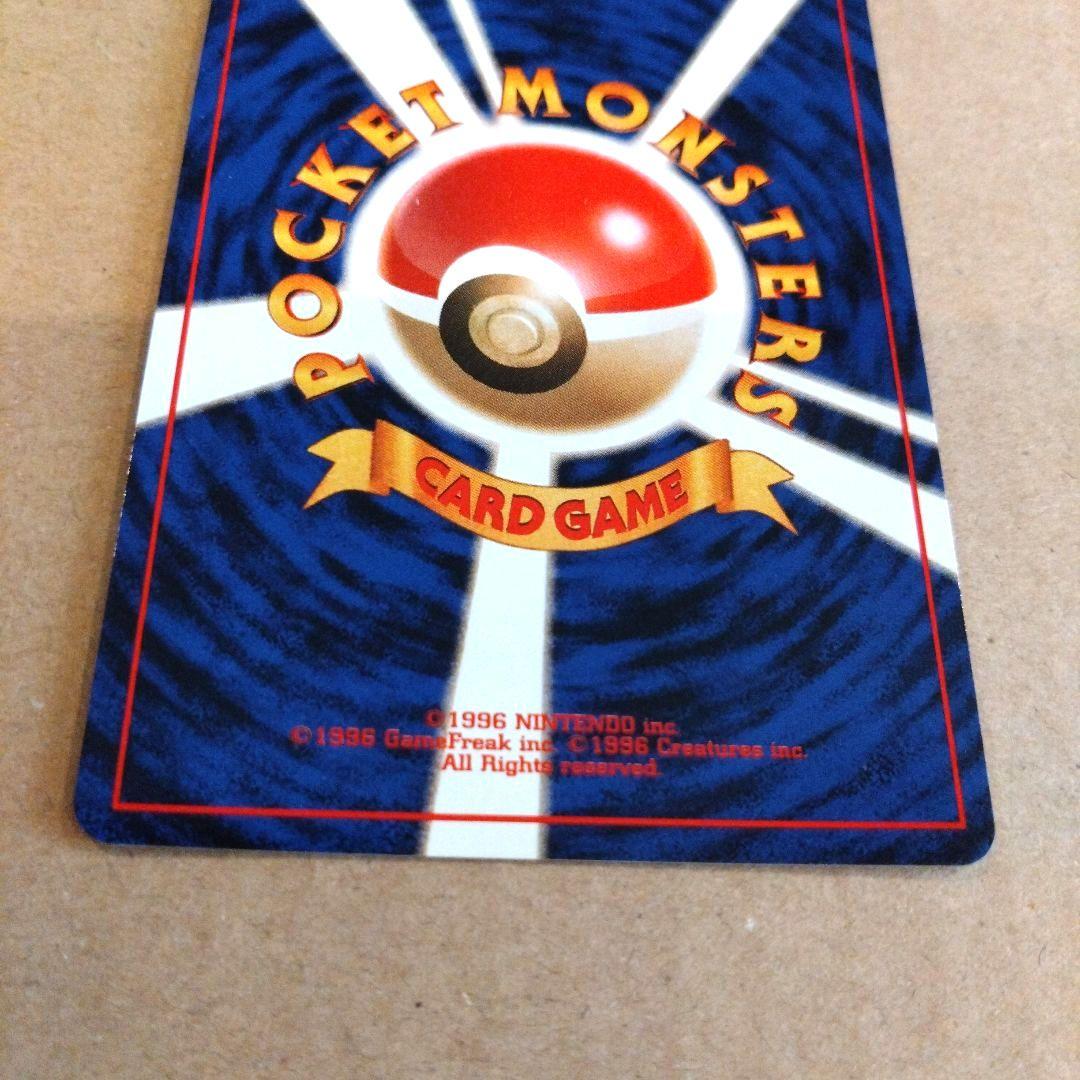 POCKET MONSTERS
CARD GAME
©1996 NINTENDO inc.
©1996 GameFreak inc. ©1996 Creatures inc.
All Rights reserved.